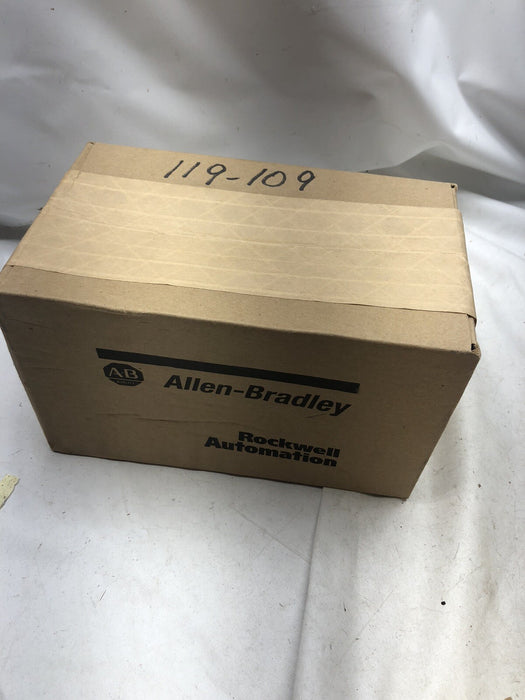 119-109
AB
Allen-Bradley
Rockwell
Automation